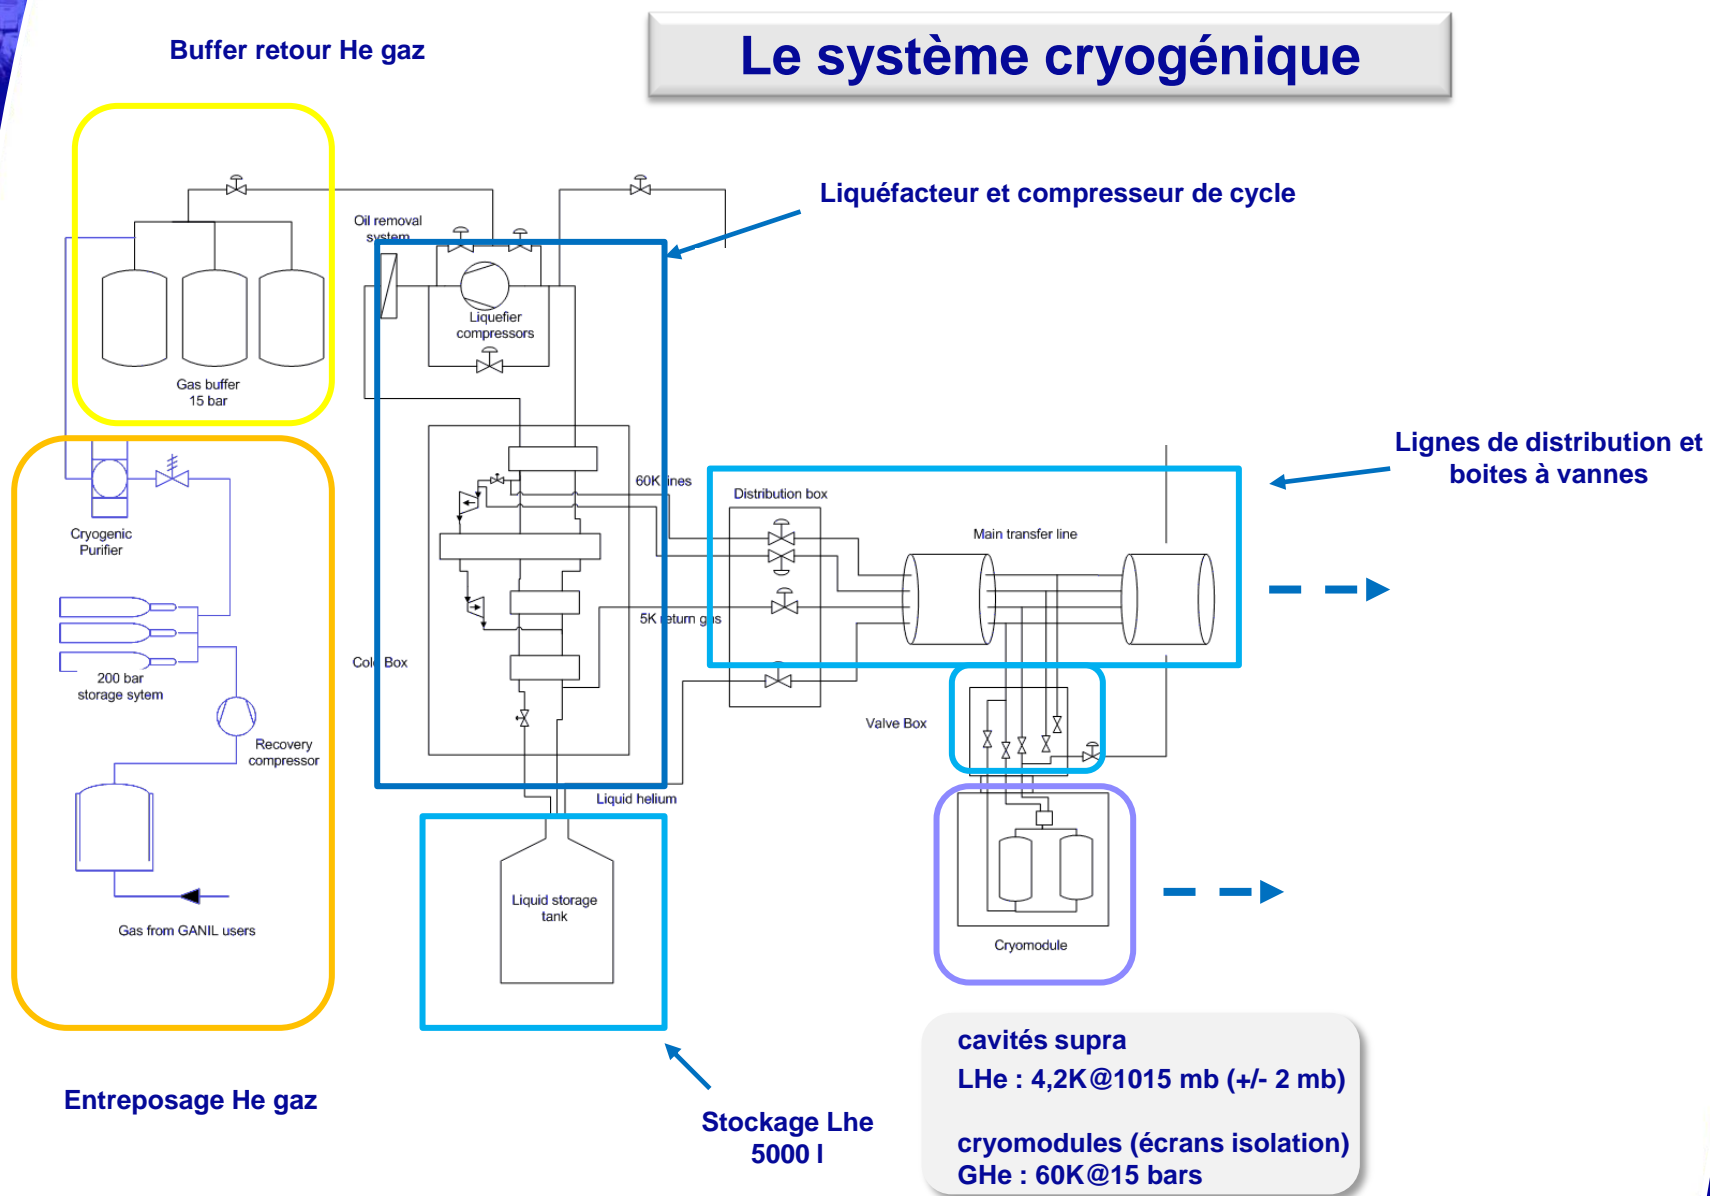 Le système cryogénique
Buffer retour He gaz
Liquéfacteur et compresseur de cycle
Oil removal
system
Liquefier
compressors
Gas buffer
15 bar
Lignes de distribution et
boites à vannes
60K lines
Distribution box
Main transfer line
Cryogenic
Purifier
5K return gas
Cold Box
200 bar
storage sytem
Valve Box
Recovery
compressor
Liquid helium
Liquid storage
tank
Gas from GANIL users
Cryomodule
cavités supra
LHe : 4,2K@1015 mb (+/- 2 mb)
cryomodules (écrans isolation)
GHe : 60K@15 bars
Entreposage He gaz
Stockage Lhe
5000 l